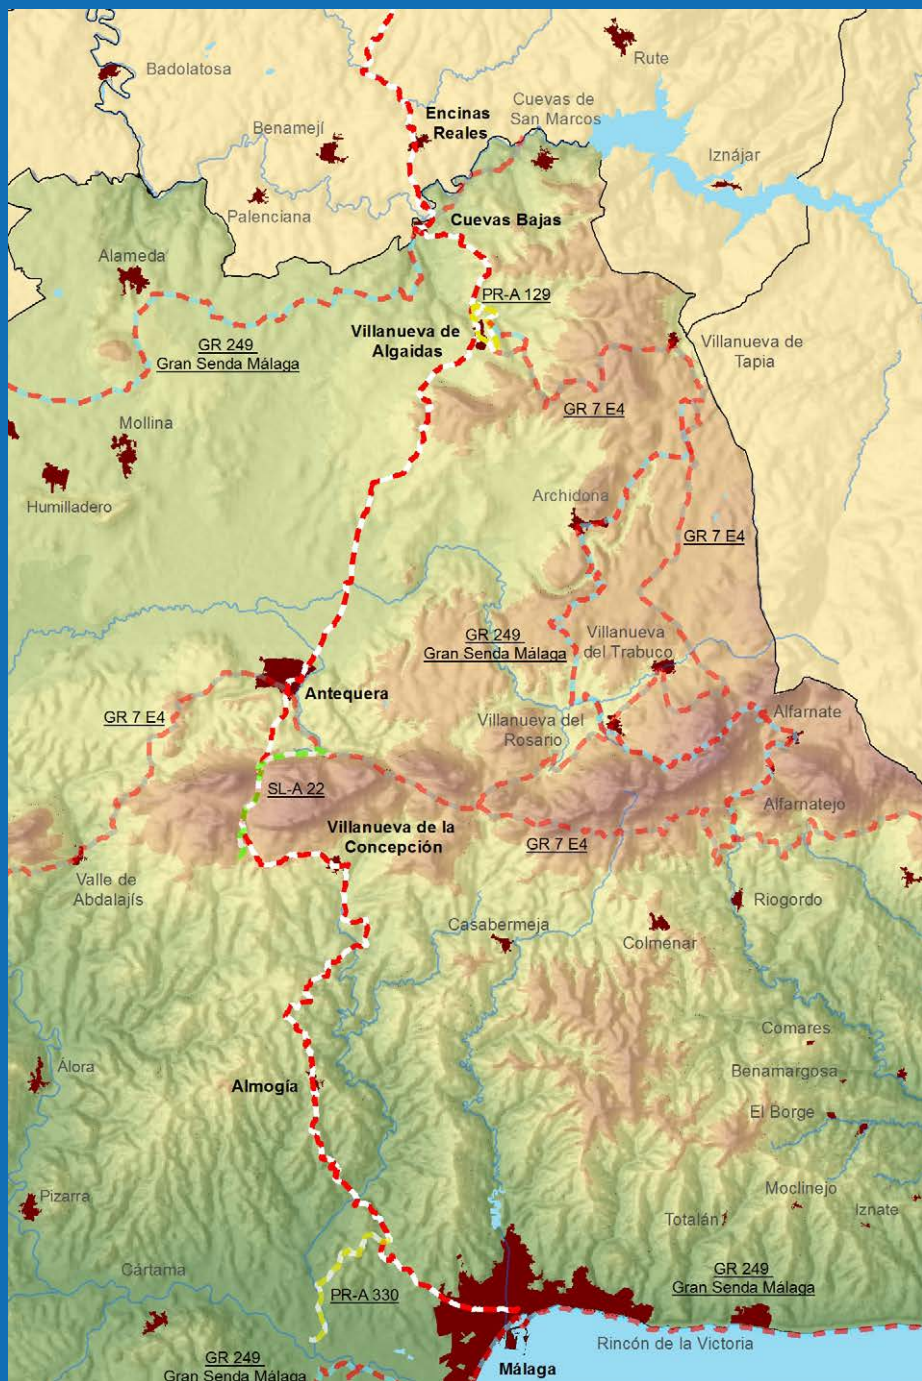 Rute
Badolatosa
Cuevas de
San Marcos
Encinas
Reales
Benamejí
Iznájar
Palenciana
Cuevas Bajas
Alameda
PR-A 129
Villanueva de
Algaidas
Villanueva de
Tapia
GR 249
Gran Senda Málaga
GR 7 E4
Mollina
Archidona
Humilladero
GR 7 E4
GR 249
Gran Senda Málaga
Villanueva
del Trabuco
Antequera
GR 7 E4
Villanueva del
Rosario
Alfarnate
SL-A 22
Alfarnatejo
Villanueva de la
Concepción
GR 7 E4
Valle de
Abdalajís
Riogordo
Casabermeja
Colmenar
Comares
Álora
Benamargosa
Almogía
El Borge
Moclinejo
Pizarra
Iznate
Totalán
Cártama
GR 249
Gran Senda Málaga
PR-A 330
Rincón de la Victoria
GR 249
Gran Senda Málaga
Málaga